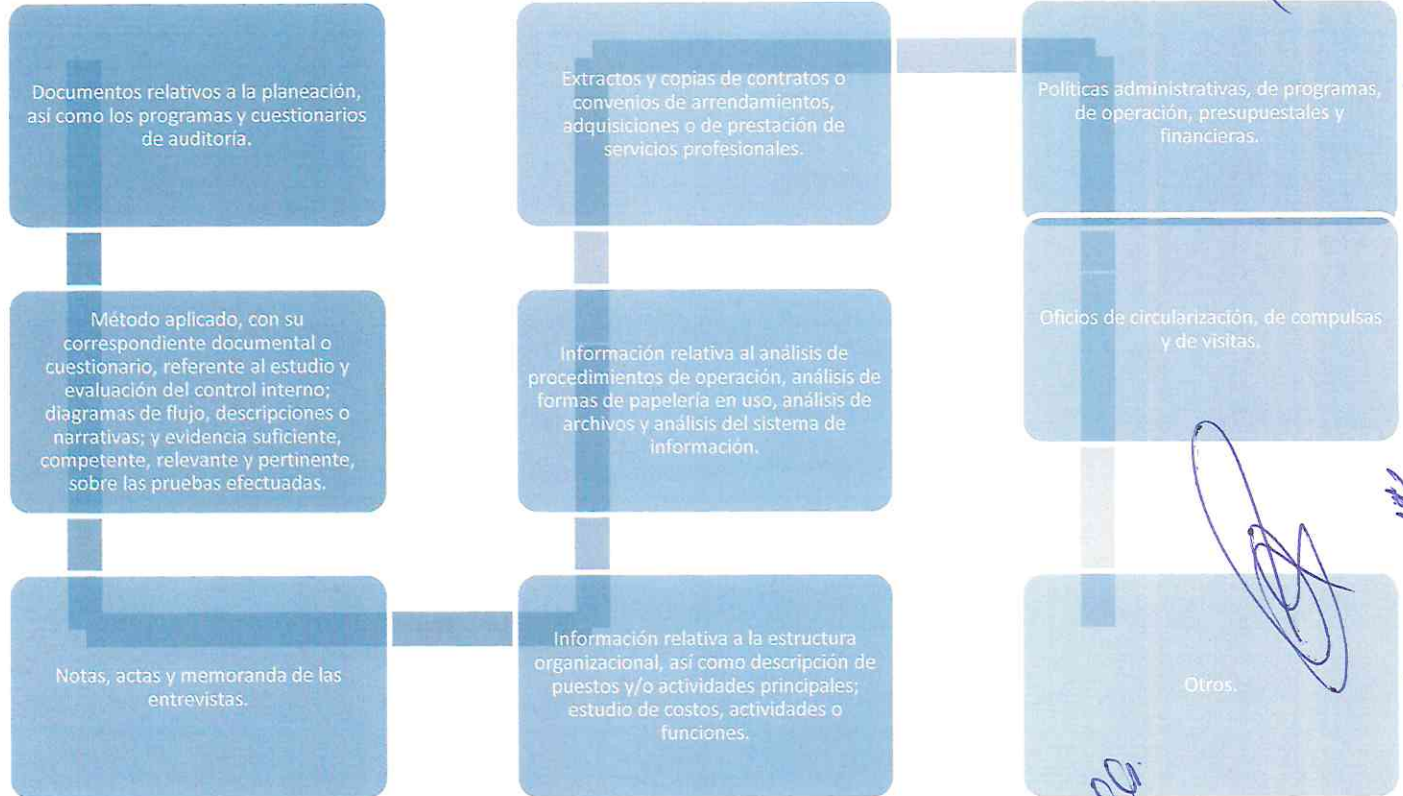 Documentos relativos a la planeación,
así como los programas y cuestionarios
de auditoría.
Método aplicado, con su
correspondiente documental o
cuestionario, referente al estudio y
evaluación del control interno;
diagramas de flujo, descripciones o
narrativas; y evidencia suficiente,
competente, relevante y pertinente,
sobre las pruebas efectuadas.
Notas, actas y memoranda de las
entrevistas.
Información relativa a la estructura
organizacional, así como descripción de
puestos y/o actividades principales;
estudio de costos, actividades o
funciones.
Información relativa al análisis de
procedimientos de operación, análisis de
formas de papelería en uso, análisis de
archivos y análisis del sistema de
información.
Extractos y copias de contratos o
convenios de arrendamientos,
adquisiciones o de prestación de
servicios profesionales.
Políticas administrativas, de programas,
de operación, presupuestales y
financieras.
Oficios de circularización, de compulsas
y de visitas.
Otros.